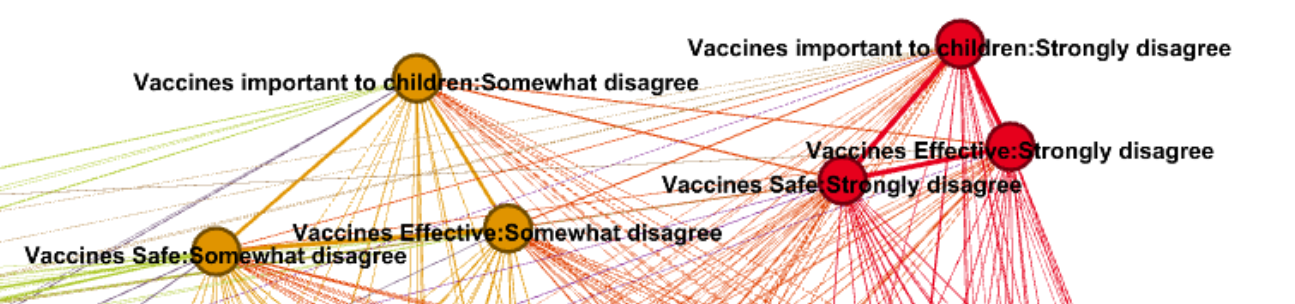 Vaccines important to children:Strongly disagree
Vaccines important to children:Somewhat disagree
Vaccines Effective:Strongly disagree
Vaccines Safe:Strongly disagree
Vaccines Effective:Somewhat disagree
Vaccines Safe:Somewhat disagree